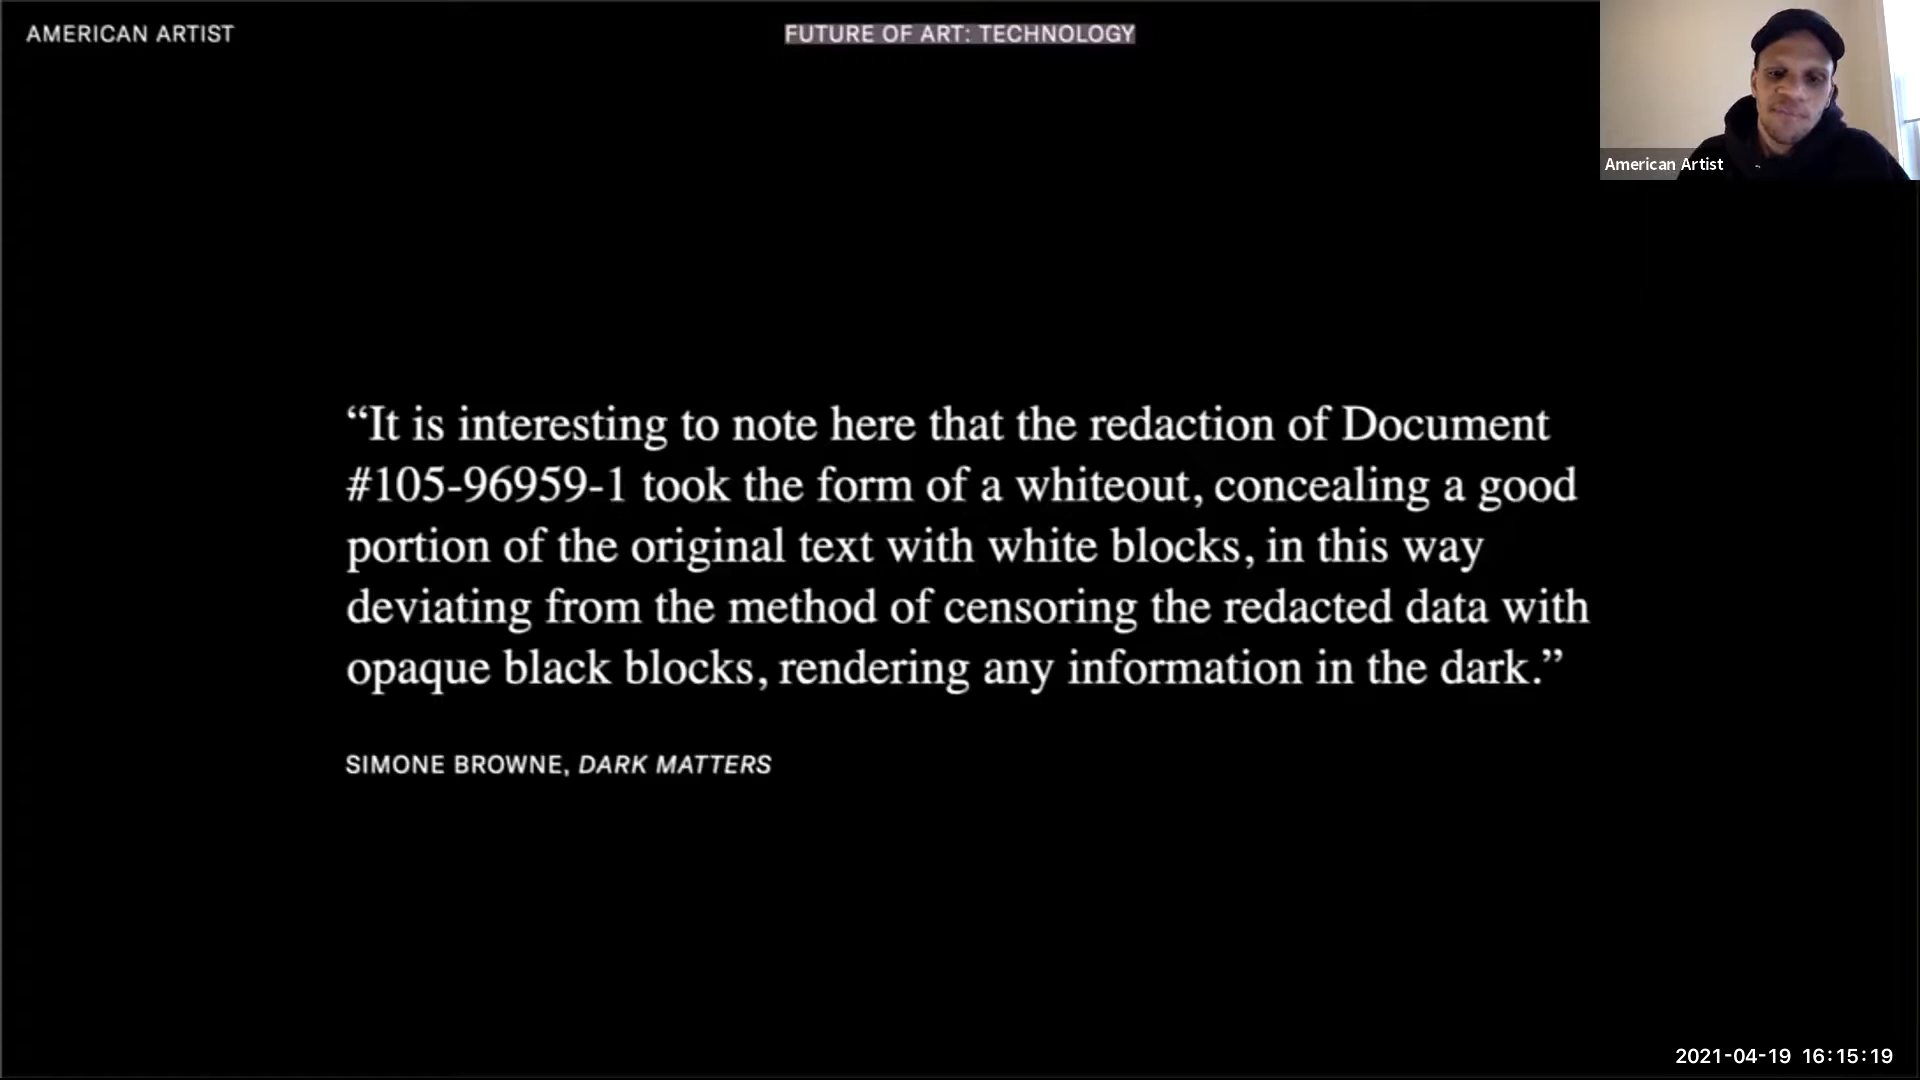 AMERICAN ARTIST
FUTURE OF ART: TECHNOLOGY
American Artist
“It is interesting to note here that the redaction of Document
#105-96959-1 took the form of a whiteout, concealing a good
portion of the original text with white blocks, in this way
deviating from the method of censoring the redacted data with
opaque black blocks, rendering any information in the dark.”
SIMONE BROWNE, DARK MATTERS
2021-04-19 16:15:19